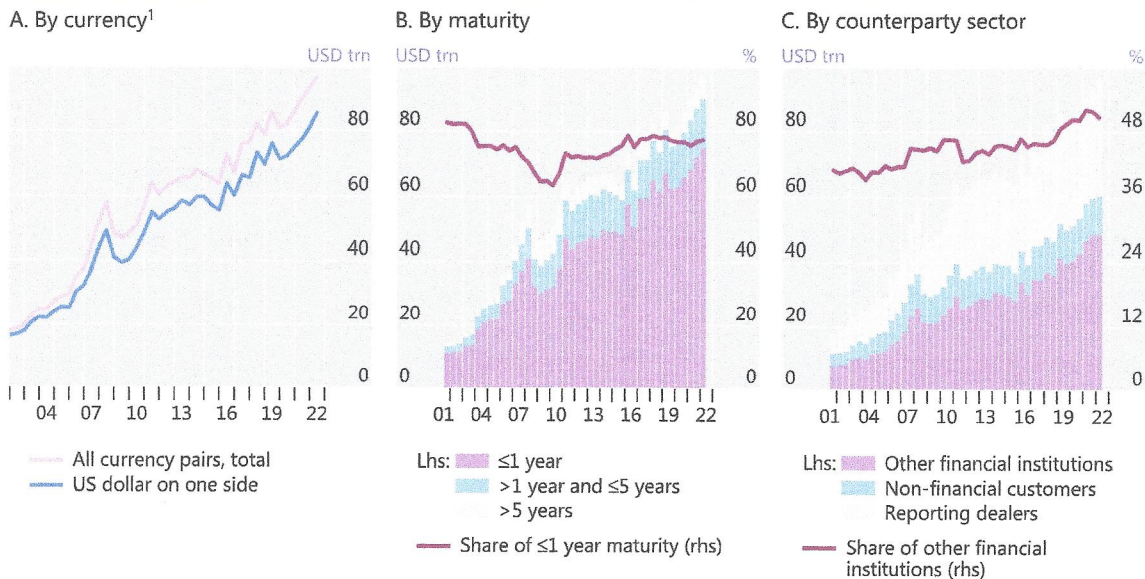 A. By currency¹
B. By maturity
C. By counterparty sector
USD trn
USD trn
%
USD trn
%
80
60
40
20
0
04 07 10 13 16 19 22
80
60
40
20
0
80
60
40
20
0
01 04 07 10 13 16 19 22
80
60
40
20
0
48
36
24
12
0
01 04 07 10 13 16 19 22
All currency pairs, total
US dollar on one side
Lhs: ≤1 year
>1 year and ≤5 years
>5 years
Share of ≤1 year maturity (rhs)
Lhs: Other financial institutions
Non-financial customers
Reporting dealers
Share of other financial
institutions (rhs)